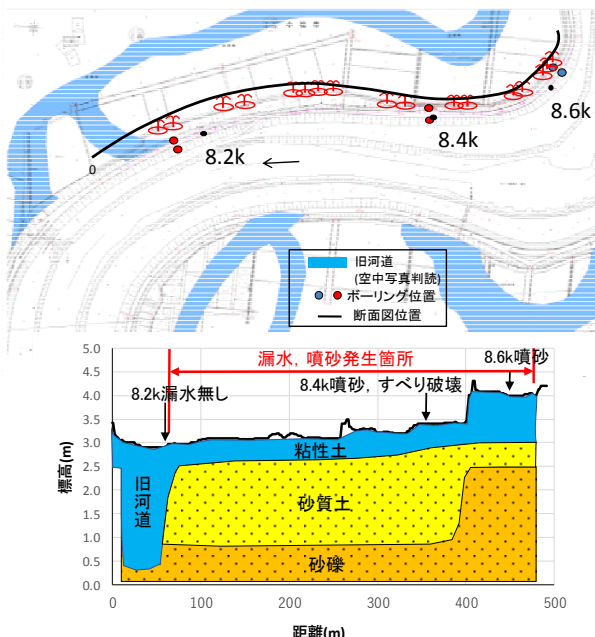 8.6k
8.4k
8.2k
0
旧河道
(空中写真判読)
ボーリング位置
断面図位置
漏水，噴砂発生箇所
8.6k噴砂
8.2k漏水無し
8.4k噴砂，すべり破壊
標高(m)
5.0
4.5
4.0
3.5
3.0
2.5
2.0
1.5
1.0
0.5
0.0
粘性土
旧河道
砂質土
砂礫
0
100
200
300
400
500
距離(m)